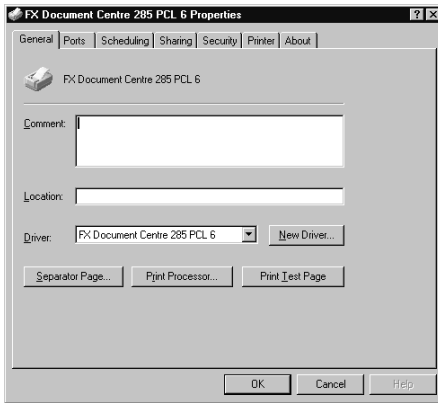 FX Document Centre 285 PCL 6 Properties
General Ports Scheduling Sharing Security Printer About
FX Document Centre 285 PCL 6
Comment:
Location:
Driver: FX Document Centre 285 PCL 6 New Driver...
Separator Page... Print Processor... Print Test Page
OK Cancel Help